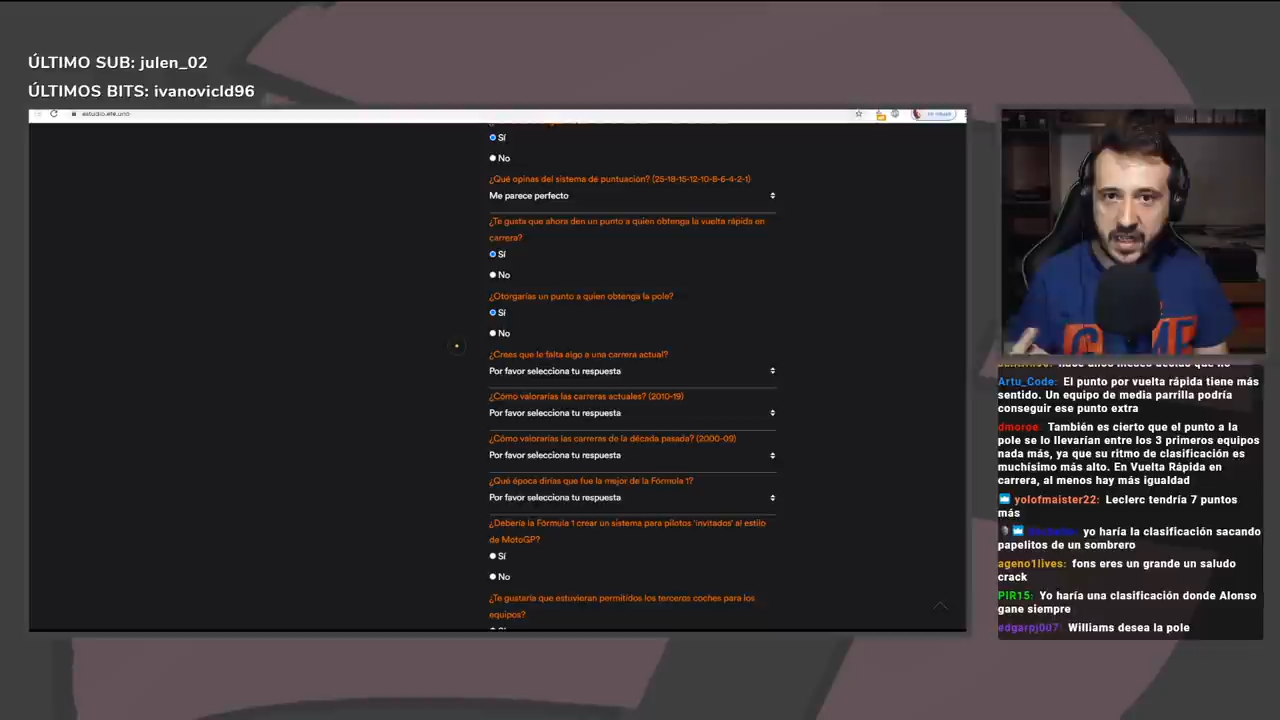 ÚLTIMO SUB: julen_02
ÚLTIMOS BITS: ivanovicld96
estudio.efe.uno
Sí
No
¿Qué opinas del sistema de puntuación? (25-18-15-12-10-8-6-4-2-1)
Me parece perfecto
¿Te gusta que ahora den un punto a quien obtenga la vuelta rápida en
carrera?
Sí
No
¿Otorgarías un punto a quien obtenga la pole?
Sí
No
¿Crees que le falta algo a una carrera actual?
Por favor selecciona tu respuesta
¿Cómo valorarías las carreras actuales? (2010-19)
Por favor selecciona tu respuesta
¿Cómo valorarías las carreras de la década pasada? (2000-09)
Por favor selecciona tu respuesta
¿Qué época dirías que fue la mejor de la Fórmula 1?
Por favor selecciona tu respuesta
¿Debería la Fórmula 1 crear un sistema para pilotos 'invitados' al estilo
de MotoGP?
Sí
No
¿Te gustaría que estuvieran permitidos los terceros coches para los
equipos?
Artu_Code: El punto por vuelta rápida tiene más
sentido. Un equipo de media parrilla podría
conseguir ese punto extra
dmoroe: También es cierto que el punto a la
pole se lo llevarían entre los 3 primeros equipos
nada más, ya que su ritmo de clasificación es
muchísimo más alto. En Vuelta Rápida en
carrera, al menos hay más igualdad
yolofmaister22: Leclerc tendría 7 puntos
más
yo haría la clasificación sacando
papelitos de un sombrero
ageno1lives: fons eres un grande un saludo
crack
PIR15: Yo haría una clasificación donde Alonso
gane siempre
edgarpj007: Williams desea la pole